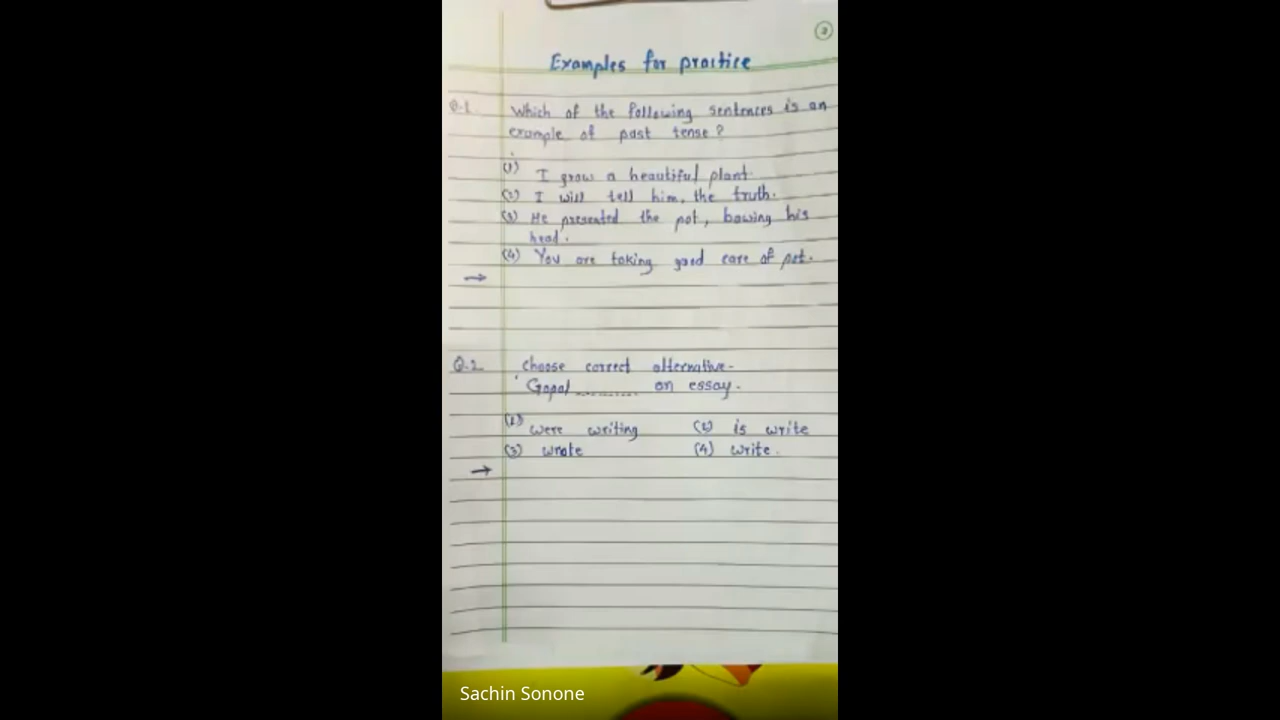 3
Examples for practice
Q.1 Which of the following sentences is an
example of past tense?
(1) I grow a beautiful plant.
(2) I will tell him, the truth.
(3) He presented the pot, bowing his
head.
(4) You are taking good care of pet.
→
Q.2 choose correct alternative-
Gopal ........... an essay.
(1) were writing (2) is write
(3) wrote (4) write.
→
Sachin Sonone